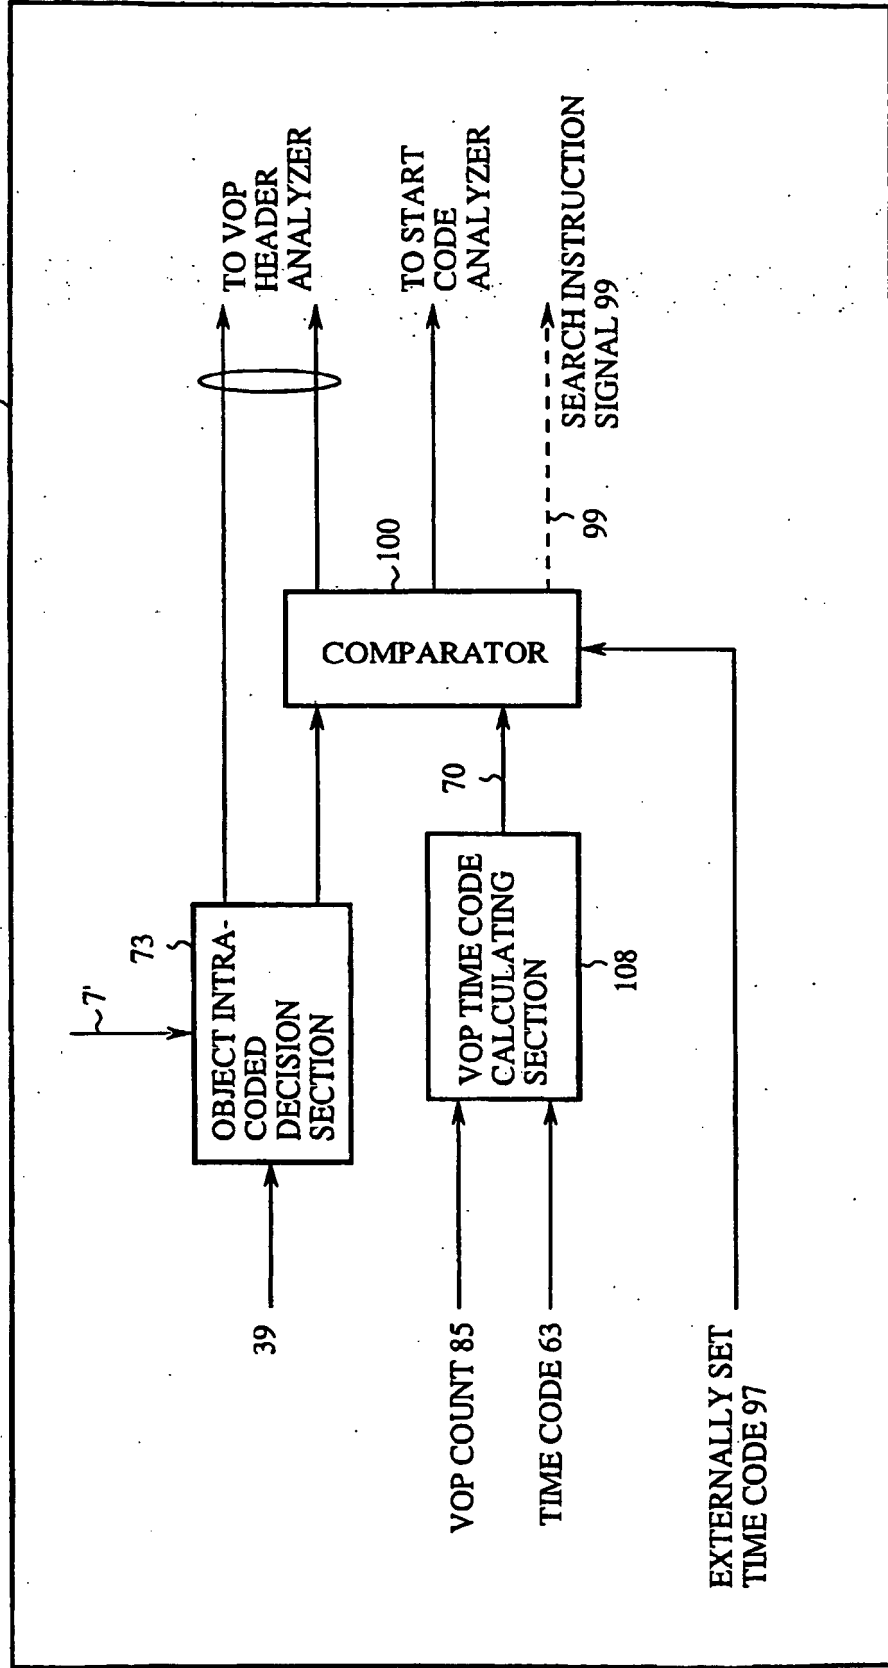 7'
73
OBJECT INTRA-
CODED
DECISION
SECTION
39
TO VOP
HEADER
ANALYZER
100
COMPARATOR
TO START
CODE
ANALYZER
VOP COUNT 85
TIME CODE 63
VOP TIME CODE
CALCULATING
SECTION
108
70
99
SEARCH INSTRUCTION
SIGNAL 99
EXTERNALLY SET
TIME CODE 97